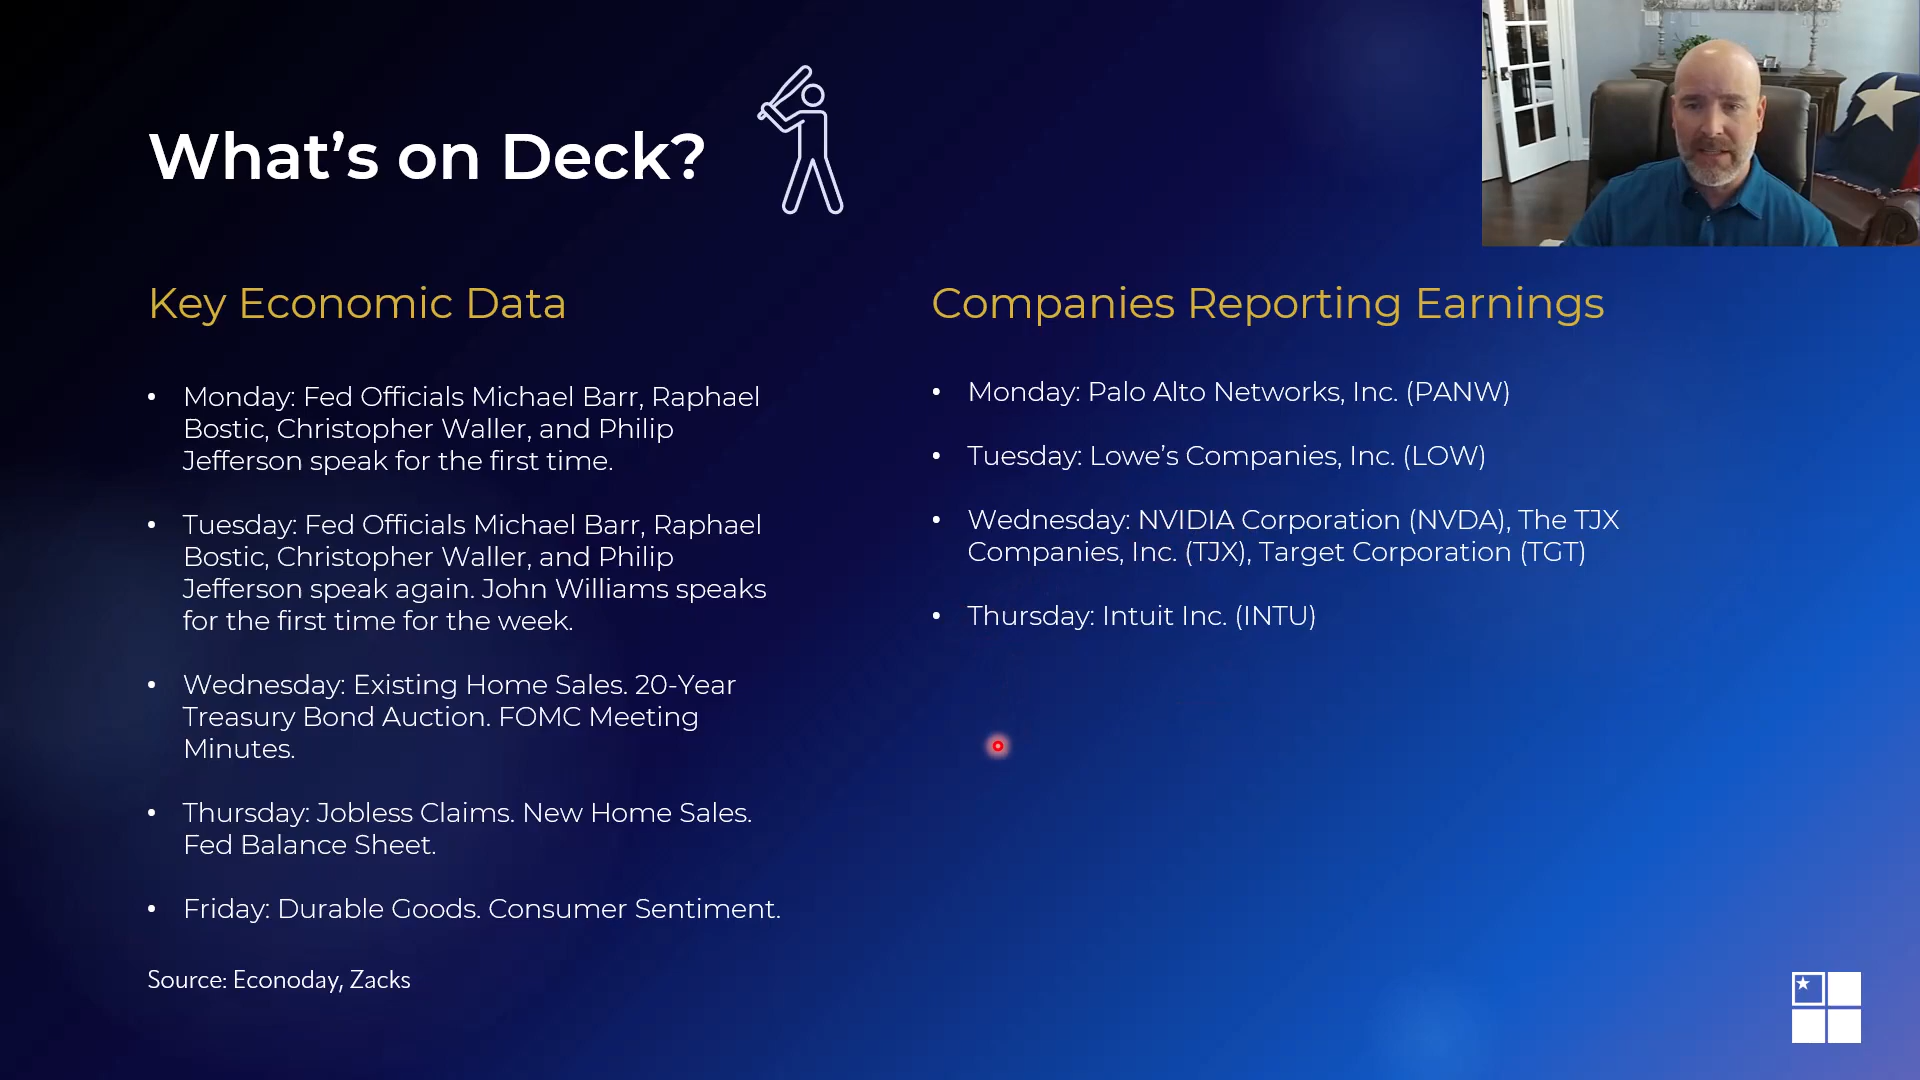 What's on Deck?
Key Economic Data
• Monday: Fed Officials Michael Barr, Raphael
Bostic, Christopher Waller, and Philip
Jefferson speak for the first time.
• Tuesday: Fed Officials Michael Barr, Raphael
Bostic, Christopher Waller, and Philip
Jefferson speak again. John Williams speaks
for the first time for the week.
• Wednesday: Existing Home Sales. 20-Year
Treasury Bond Auction. FOMC Meeting
Minutes.
• Thursday: Jobless Claims. New Home Sales.
Fed Balance Sheet.
• Friday: Durable Goods. Consumer Sentiment.
Source: Econoday, Zacks
Companies Reporting Earnings
• Monday: Palo Alto Networks, Inc. (PANW)
• Tuesday: Lowe's Companies, Inc. (LOW)
• Wednesday: NVIDIA Corporation (NVDA), The TJX
Companies, Inc. (TJX), Target Corporation (TGT)
• Thursday: Intuit Inc. (INTU)